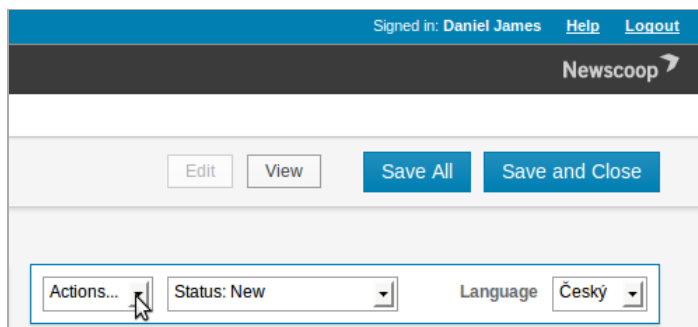 Signed in: Daniel James Help Logout
Newscoop
Edit View Save All Save and Close
Actions... Status: New Language Český